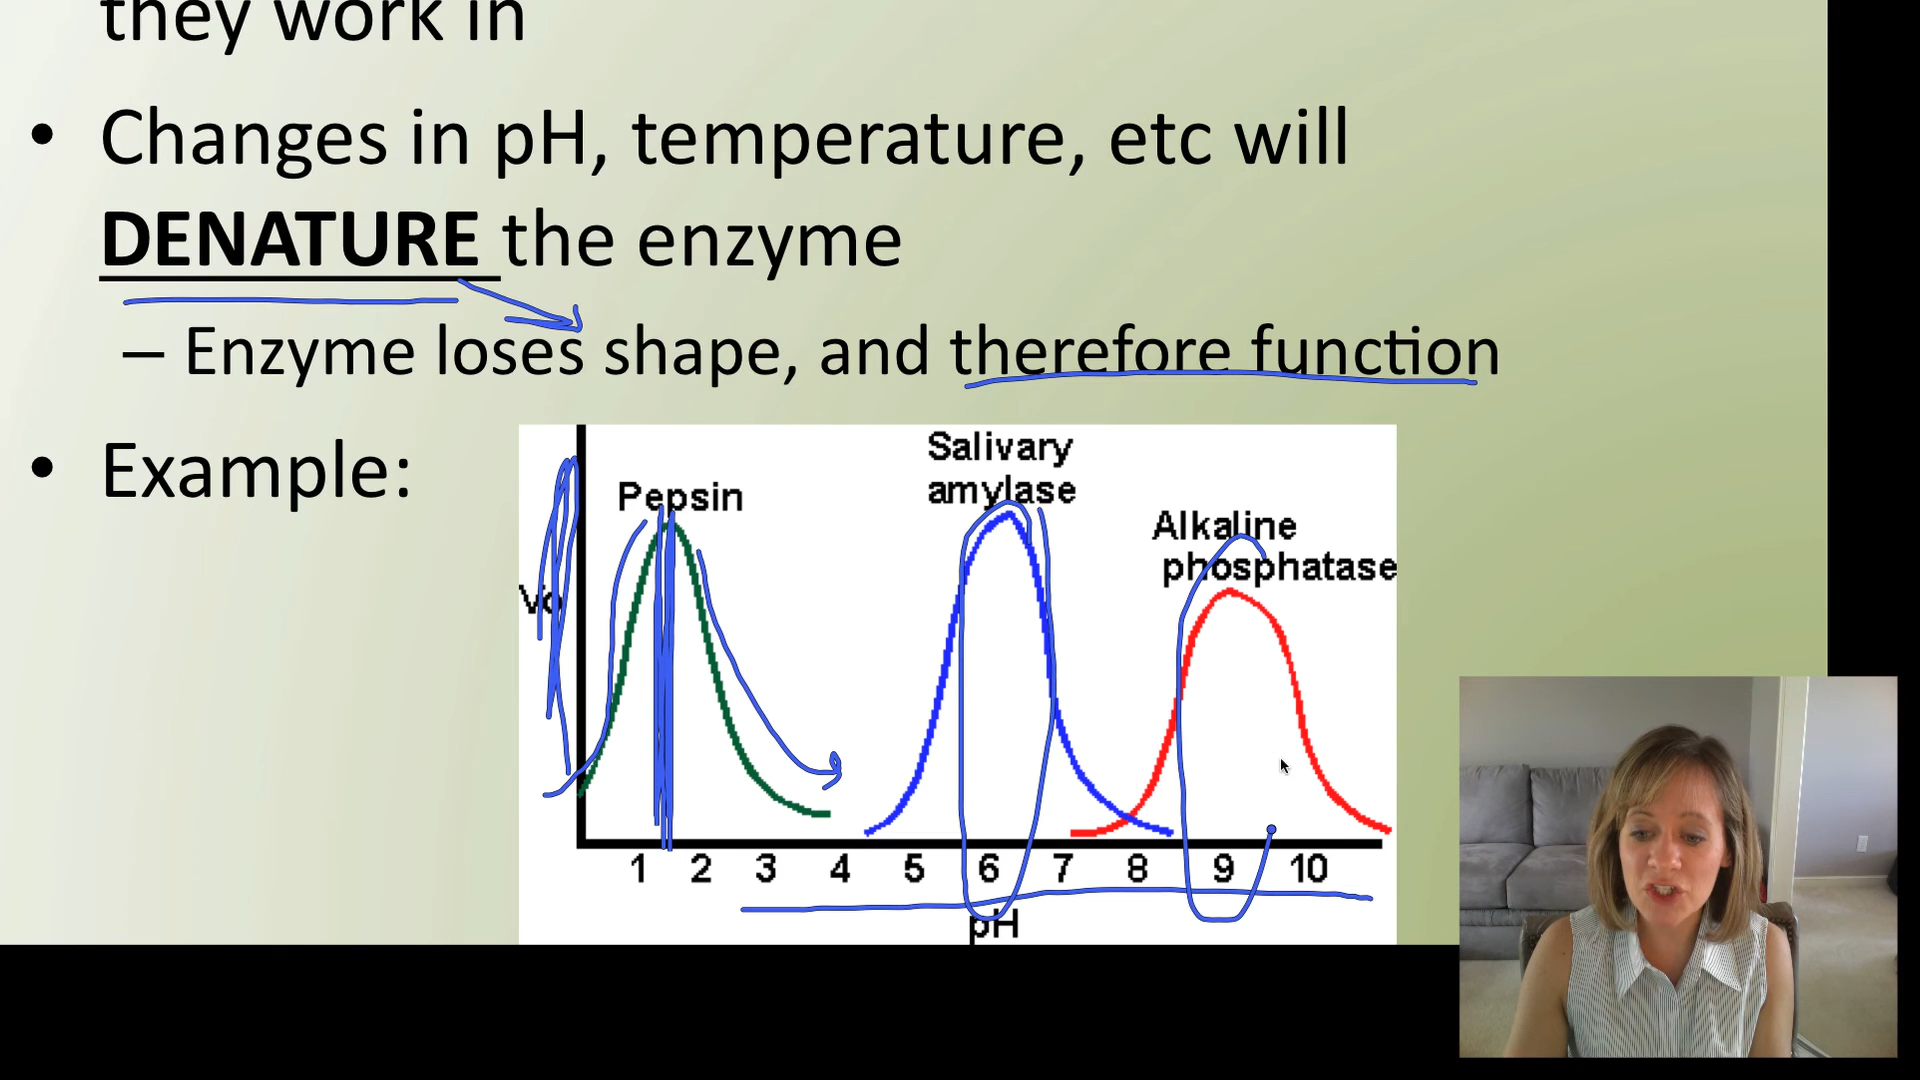 they work in
• Changes in pH, temperature, etc will
DENATURE the enzyme
– Enzyme loses shape, and therefore function
• Example:
Salivary
amylase
Pepsin
Alkaline
phosphatase
Vo
1 2 3 4 5 6 7 8 9 10
pH